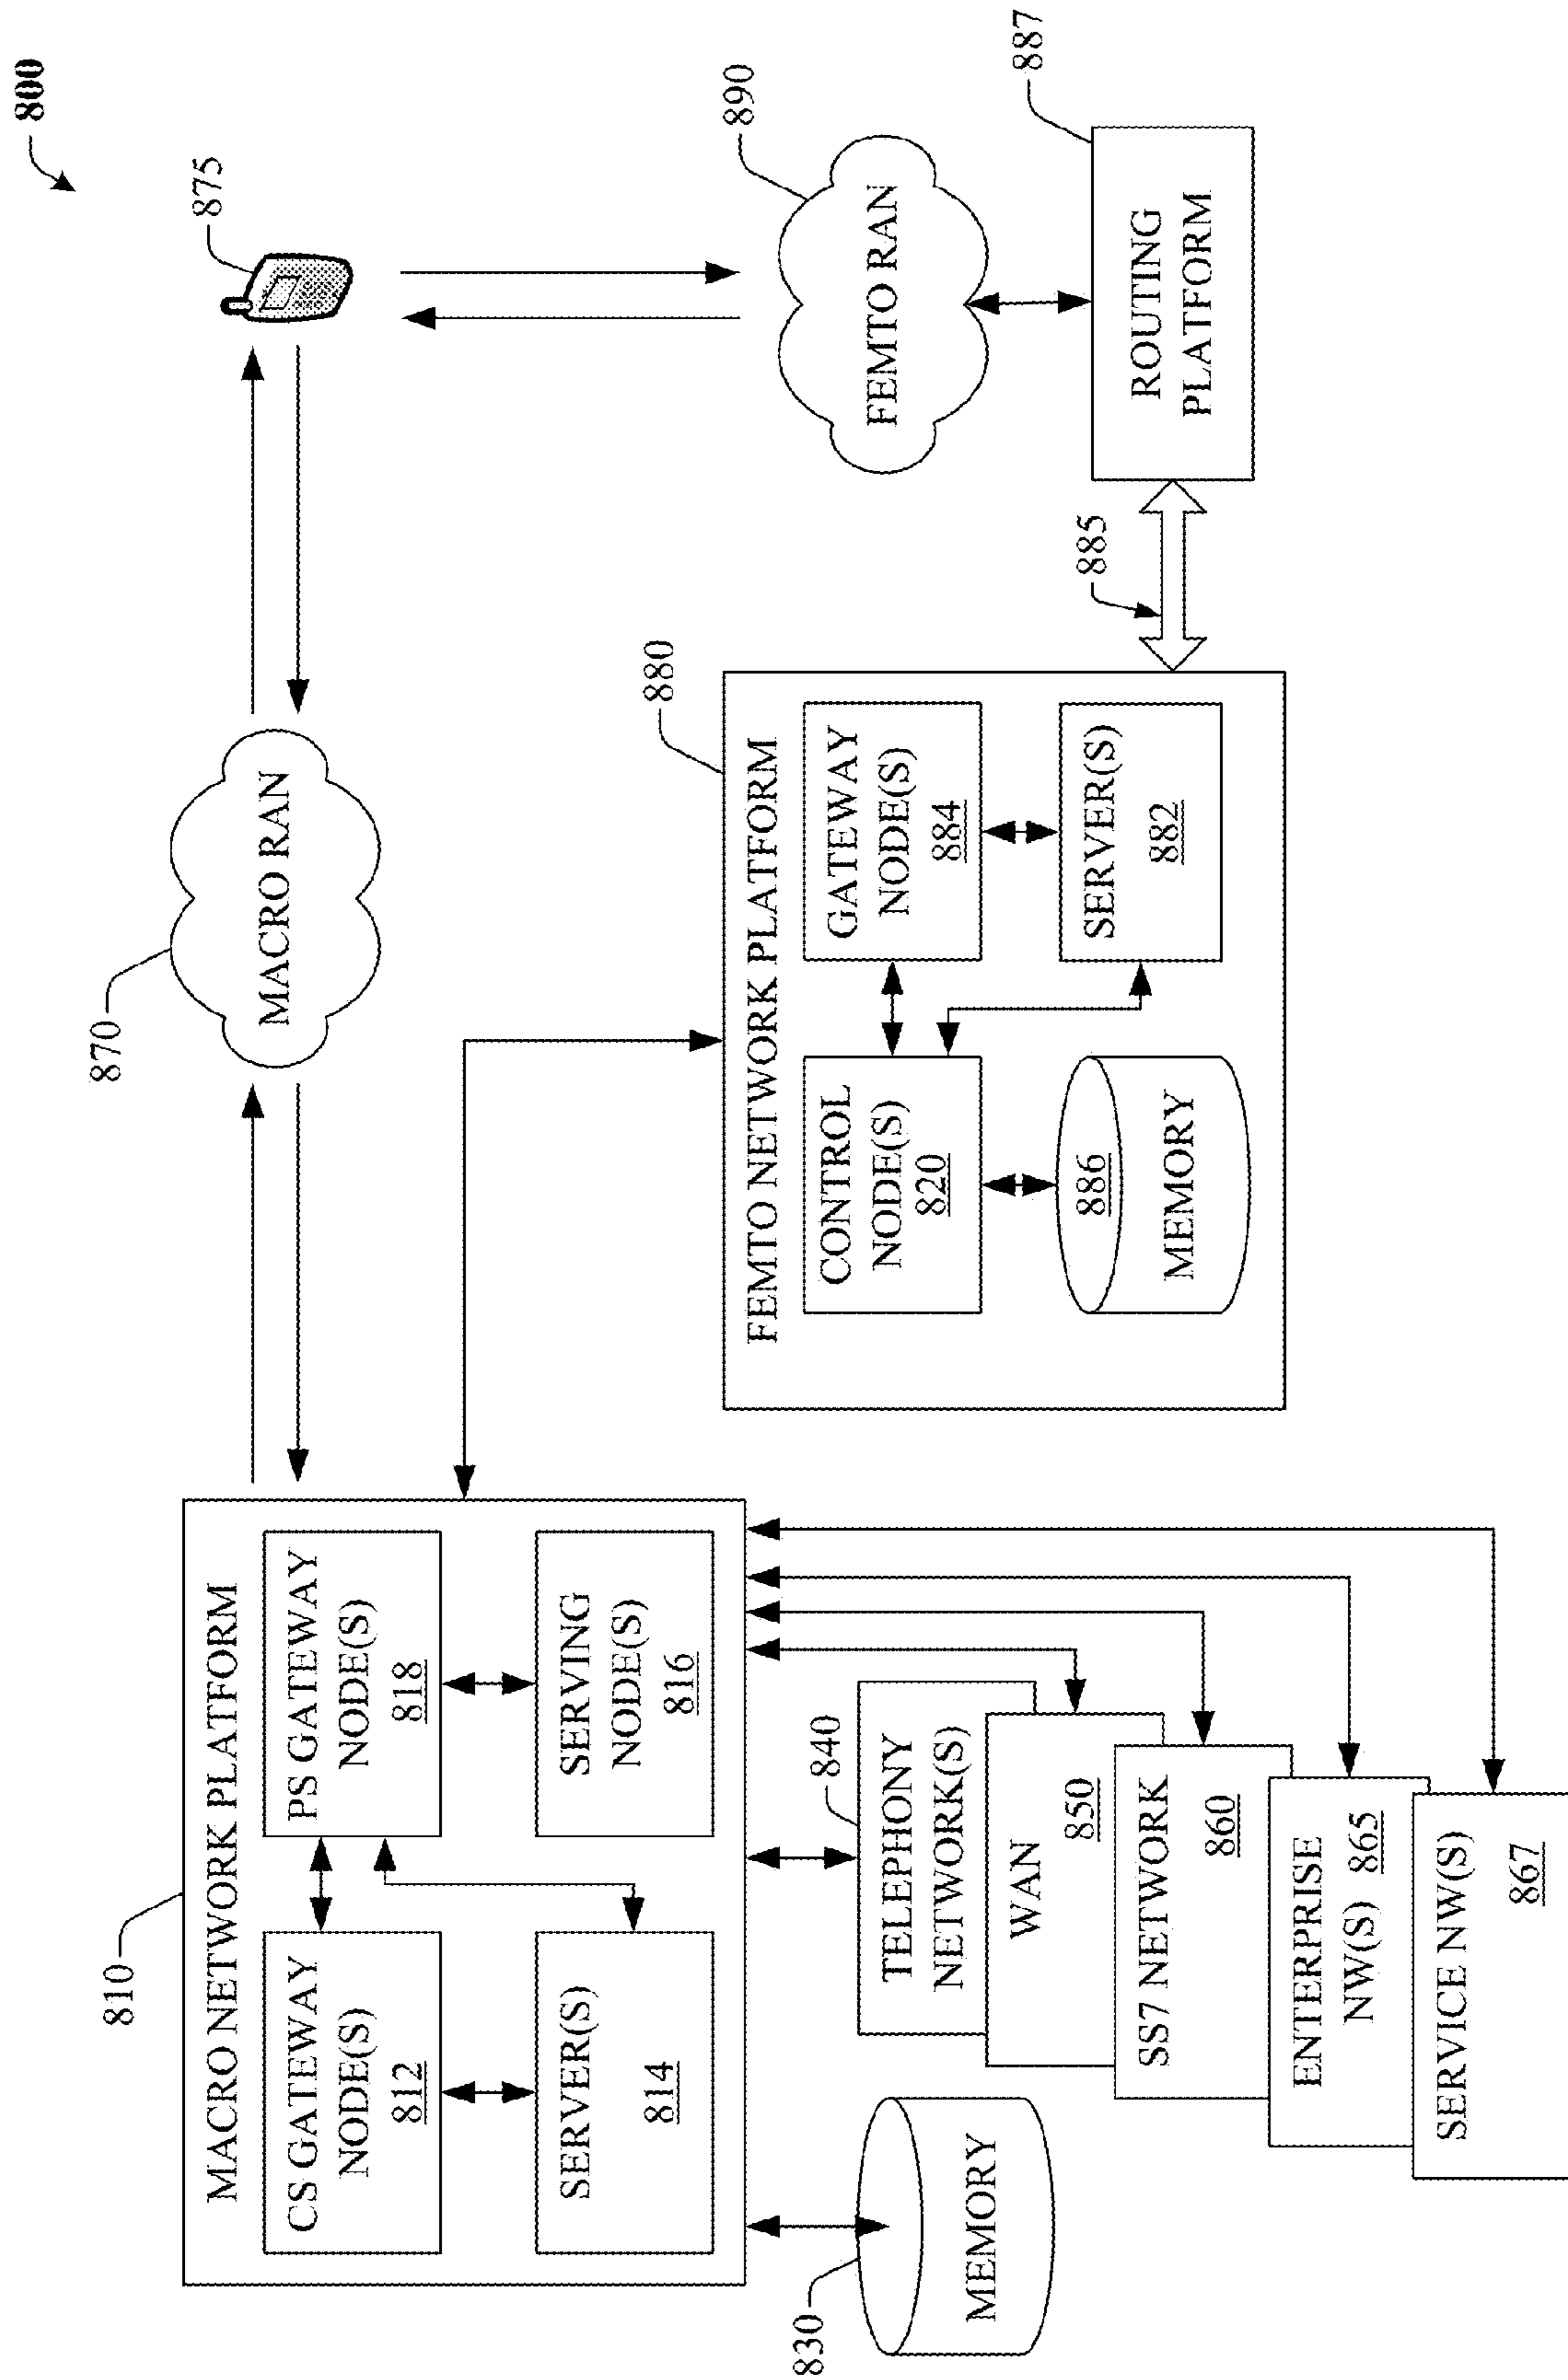 800
875
870
MACRO RAN
890
FEMTO RAN
887
ROUTING
PLATFORM
885
810
MACRO NETWORK PLATFORM
CS GATEWAY
NODE(S)
812
PS GATEWAY
NODE(S)
818
SERVER(S)
814
SERVING
NODE(S)
816
880
FEMTO NETWORK PLATFORM
CONTROL
NODE(S)
820
GATEWAY
NODE(S)
884
886
MEMORY
SERVER(S)
882
830
MEMORY
840
TELEPHONY
NETWORK(S)
WAN
850
SS7 NETWORK
860
ENTERPRISE
NW(S) 865
SERVICE NW(S)
867